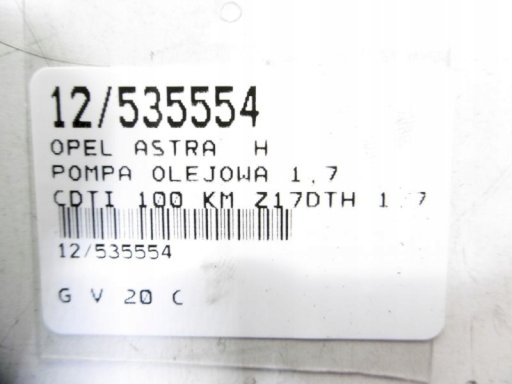 12/535554
OPEL ASTRA H
POMPA OLEJOWA 1,7
CDTI 100 KM Z17DTH 1.7
12/535554
G V 20 C